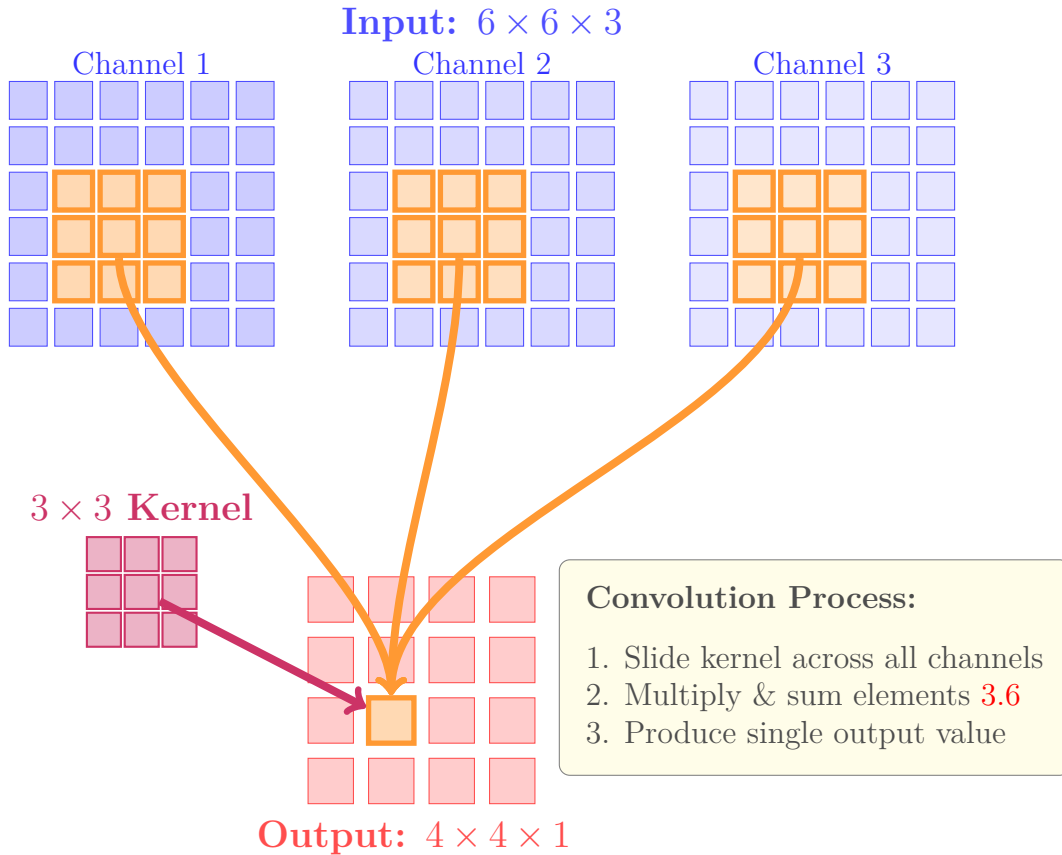 Input: 6 × 6 × 3
Channel 1
Channel 2
Channel 3
3 × 3 Kernel
Convolution Process:
1. Slide kernel across all channels
2. Multiply & sum elements 3.6
3. Produce single output value
Output: 4 × 4 × 1